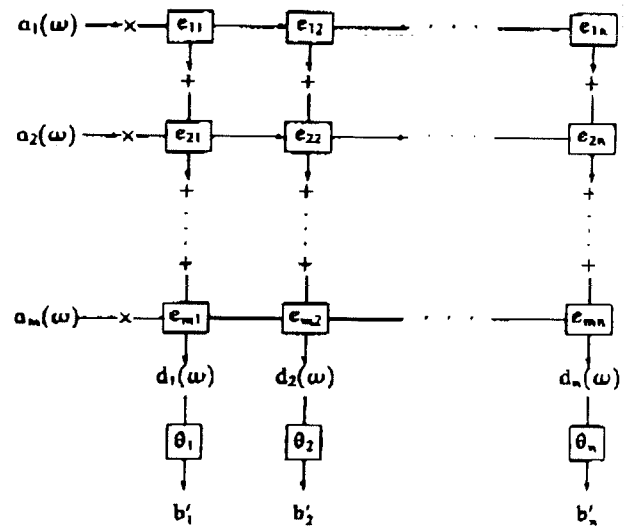 a₁(ω) × e₁₁ e₁₂ · · · e₁ₙ
+ + +
a₂(ω) × e₂₁ e₂₂ · · · e₂ₙ
+ + +
+ + +
aₘ(ω) × eₘ₁ eₘ₂ · · · eₘₙ
d₁(ω) d₂(ω) dₙ(ω)
θ₁ θ₂ θₙ
b′₁ b′₂ b′ₙ